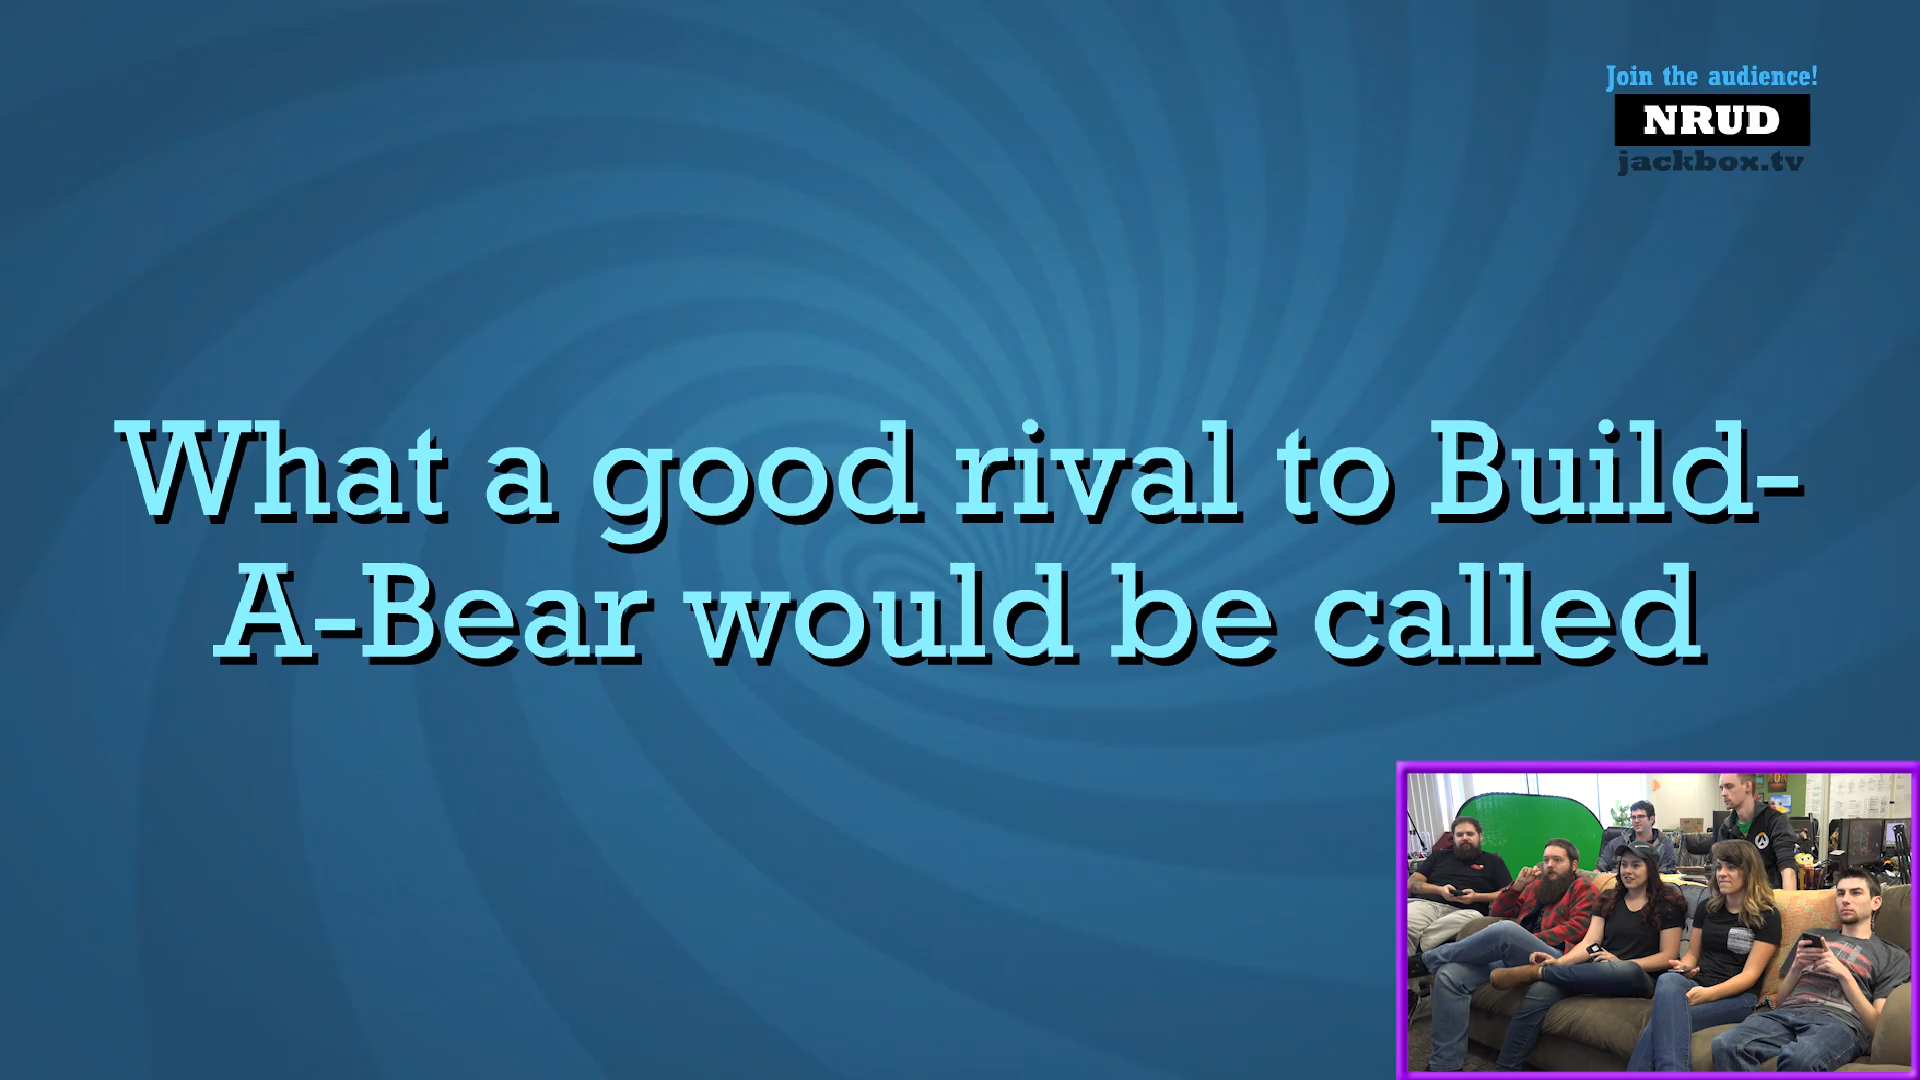 Join the audience!
NRUD
jackbox.tv
What a good rival to Build-
A-Bear would be called